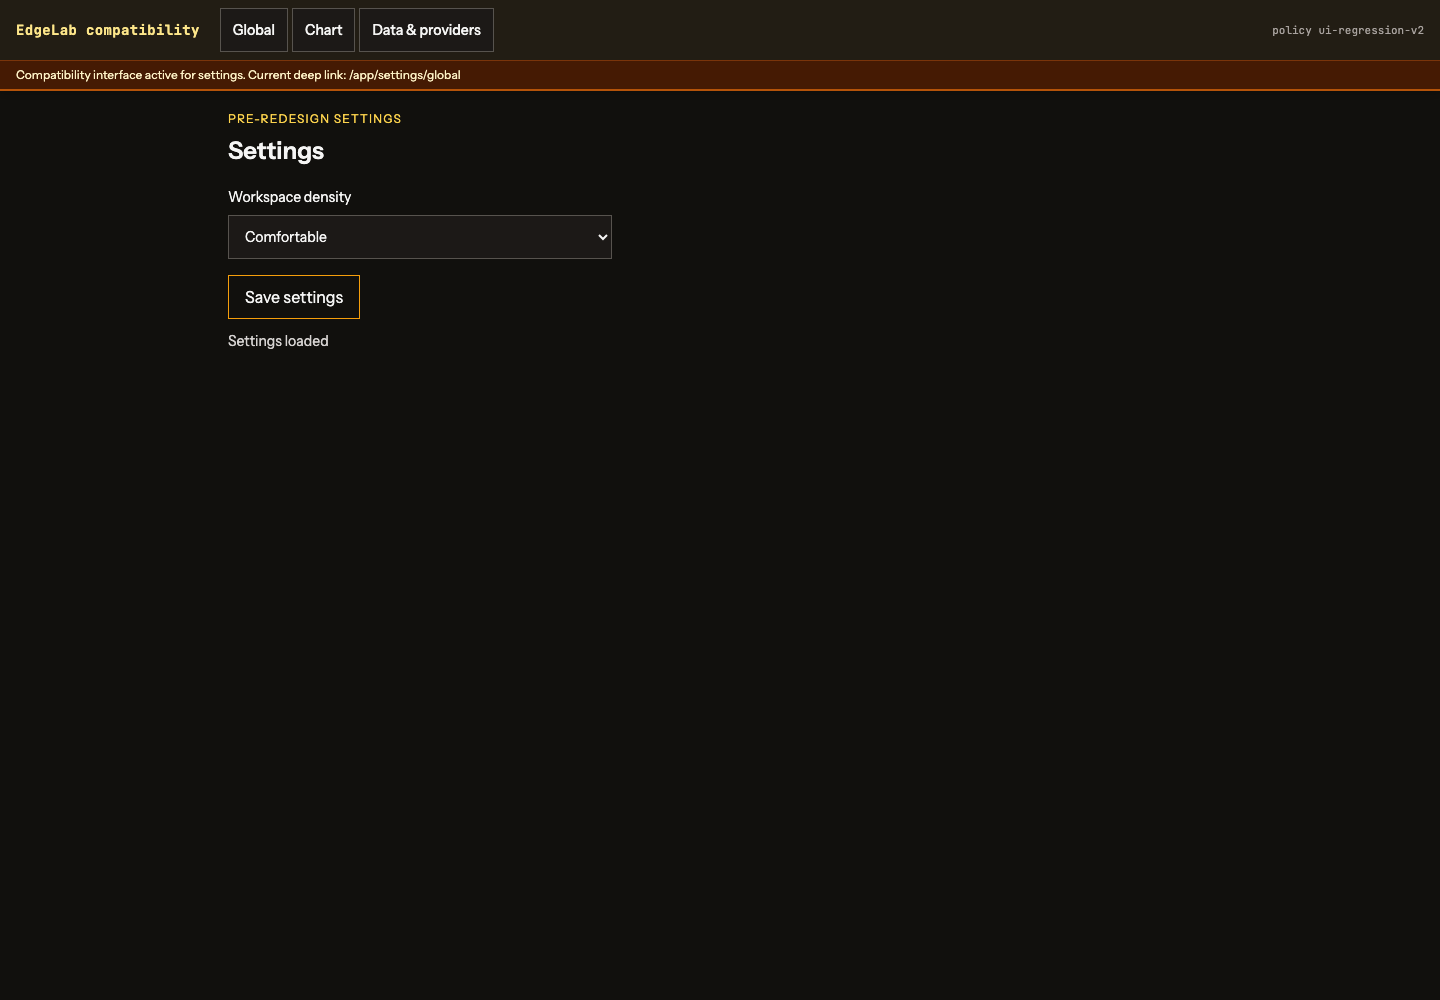 EdgeLab compatibility
Global
Chart
Data & providers
policy ui-regression-v2
Compatibility interface active for settings. Current deep link: /app/settings/global
PRE-REDESIGN SETTINGS
Settings
Workspace density
Comfortable
Save settings
Settings loaded